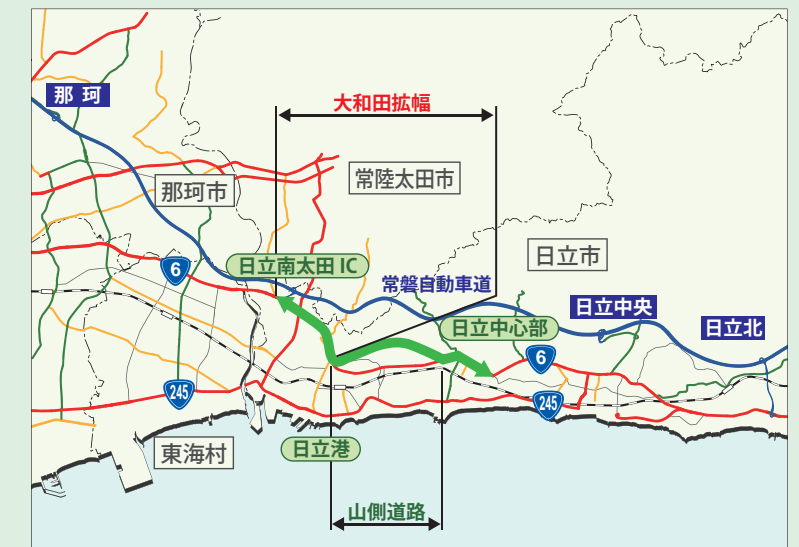 那珂
大和田拡幅
常陸太田市
那珂市
日立市
6
日立南太田 IC
常磐自動車道
日立中央
日立中心部
日立北
6
245
245
東海村
日立港
山側道路